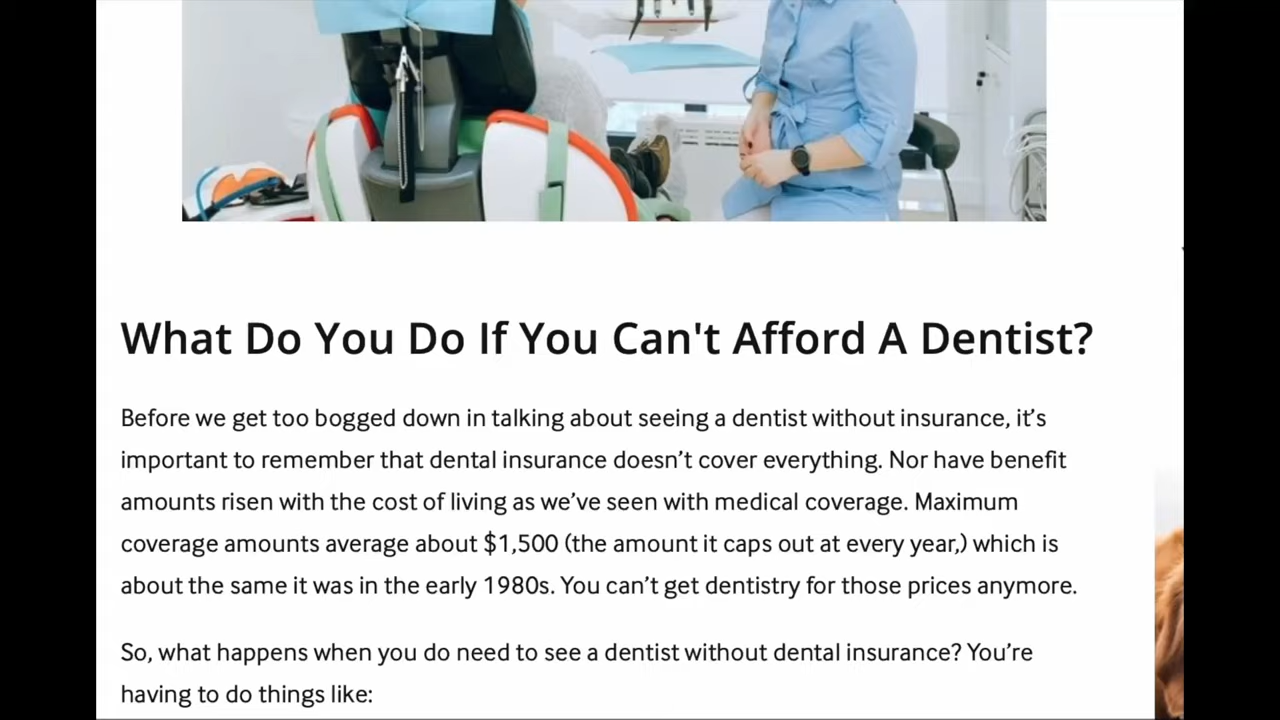 What Do You Do If You Can't Afford A Dentist?
Before we get too bogged down in talking about seeing a dentist without insurance, it’s
important to remember that dental insurance doesn’t cover everything. Nor have benefit
amounts risen with the cost of living as we’ve seen with medical coverage. Maximum
coverage amounts average about $1,500 (the amount it caps out at every year,) which is
about the same it was in the early 1980s. You can’t get dentistry for those prices anymore.
So, what happens when you do need to see a dentist without dental insurance? You’re
having to do things like: